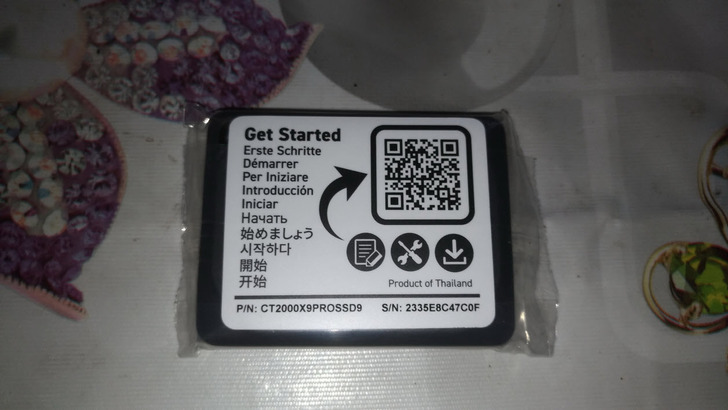 Get Started
Erste Schritte
Démarrer
Per Iniziare
Introducción
Iniciar
Начать
始めましょう
시작하다
開始
开始
Product of Thailand
P/N: CT2000X9PROSSD9 S/N: 2335E8C47C0F